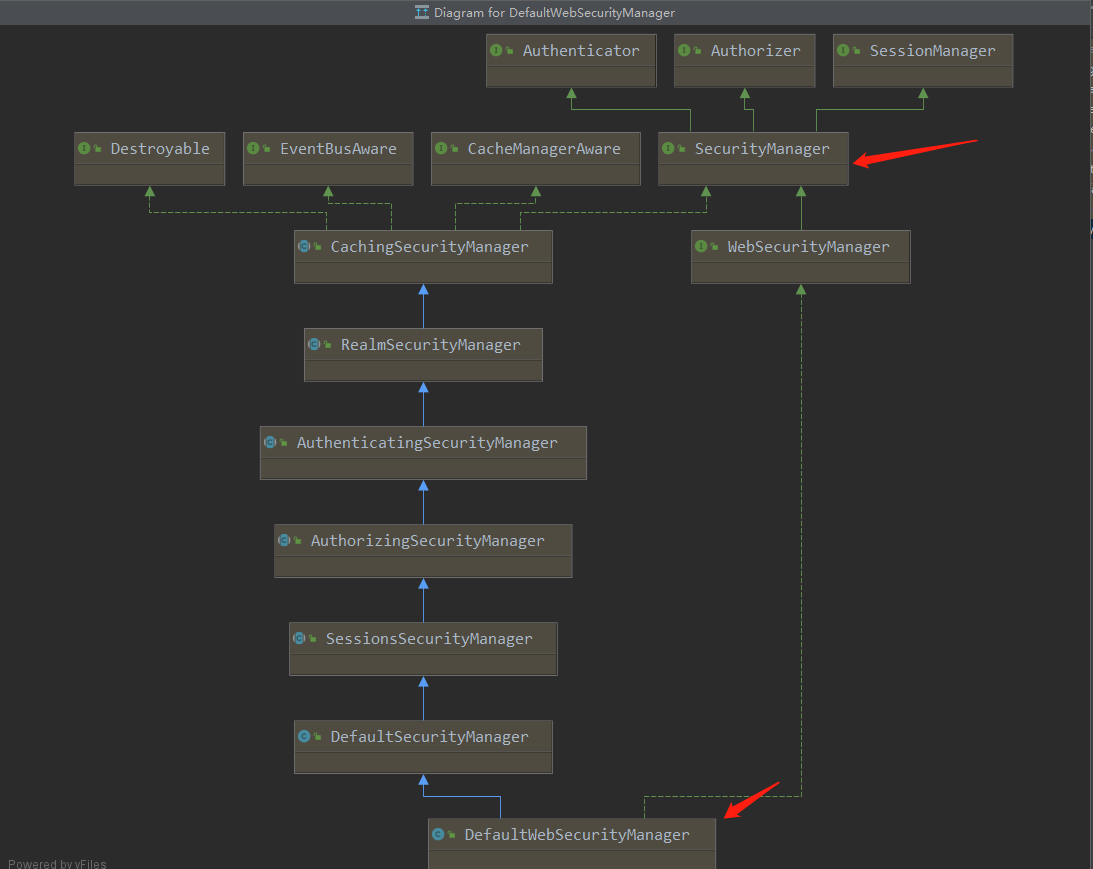 Diagram for DefaultWebSecurityManager
Authenticator
Authorizer
SessionManager
Destroyable
EventBusAware
CacheManagerAware
SecurityManager
CachingSecurityManager
WebSecurityManager
RealmSecurityManager
AuthenticatingSecurityManager
AuthorizingSecurityManager
SessionsSecurityManager
DefaultSecurityManager
DefaultWebSecurityManager
Powered by yFiles